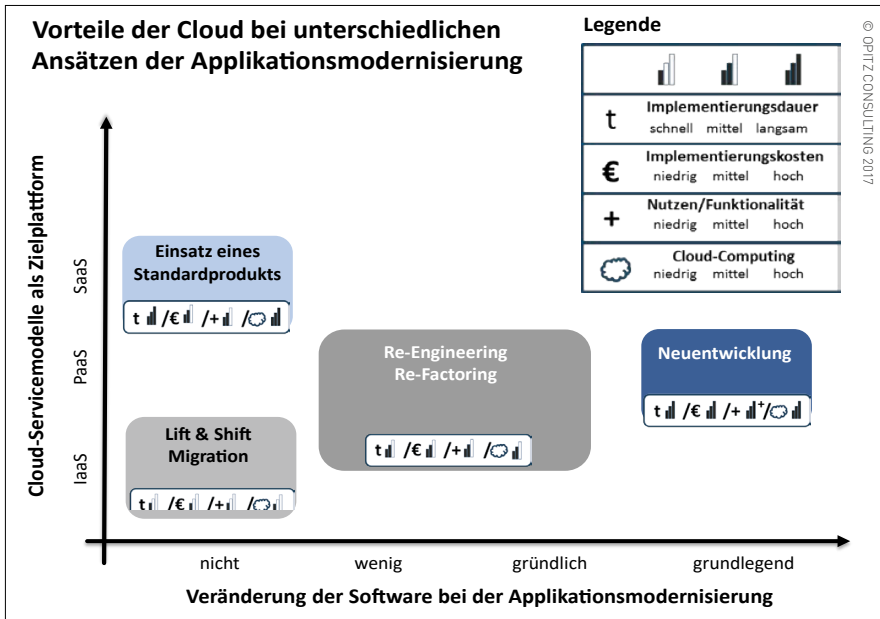 Vorteile der Cloud bei unterschiedlichen
Ansätzen der Applikationsmodernisierung
Legende
t
Implementierungsdauer
schnell mittel langsam
€
Implementierungskosten
niedrig mittel hoch
+
Nutzen/Funktionalität
niedrig mittel hoch
Cloud-Computing
niedrig mittel hoch
© OPITZ CONSULTING 2017
Cloud-Servicemodelle als Zielplattform
SaaS
PaaS
IaaS
Einsatz eines
Standardprodukts
t /€ /+ /
Re-Engineering
Re-Factoring
t /€ /+ /
Neuentwicklung
t /€ /+ + /
Lift & Shift
Migration
t /€ /+ /
nicht wenig gründlich grundlegend
Veränderung der Software bei der Applikationsmodernisierung